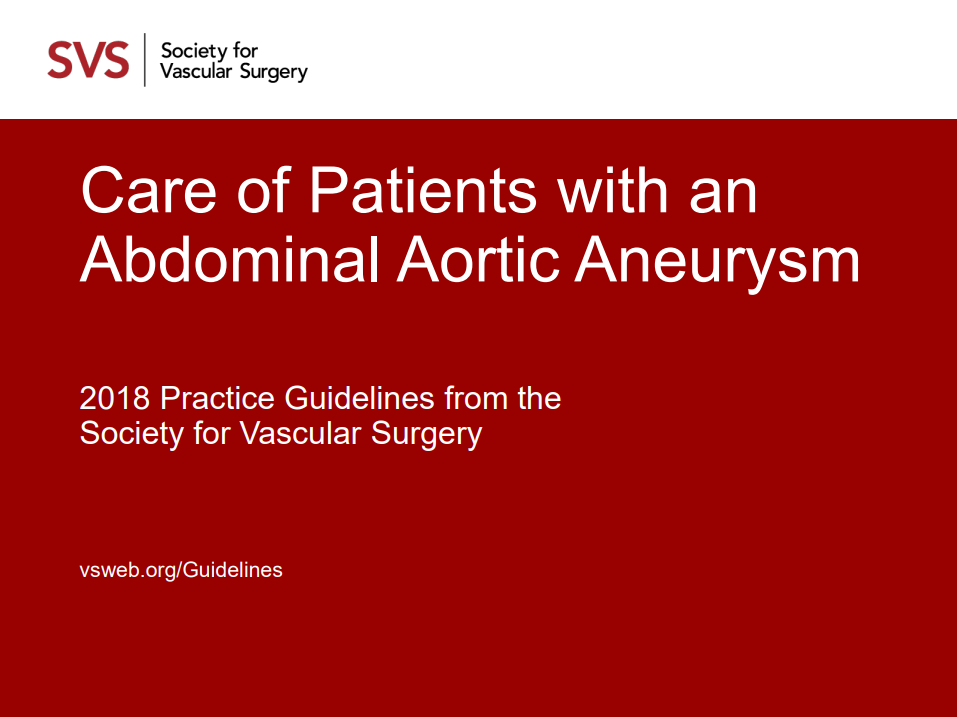 SVS
Society for
Vascular Surgery
Care of Patients with an
Abdominal Aortic Aneurysm
2018 Practice Guidelines from the
Society for Vascular Surgery
vsweb.org/Guidelines